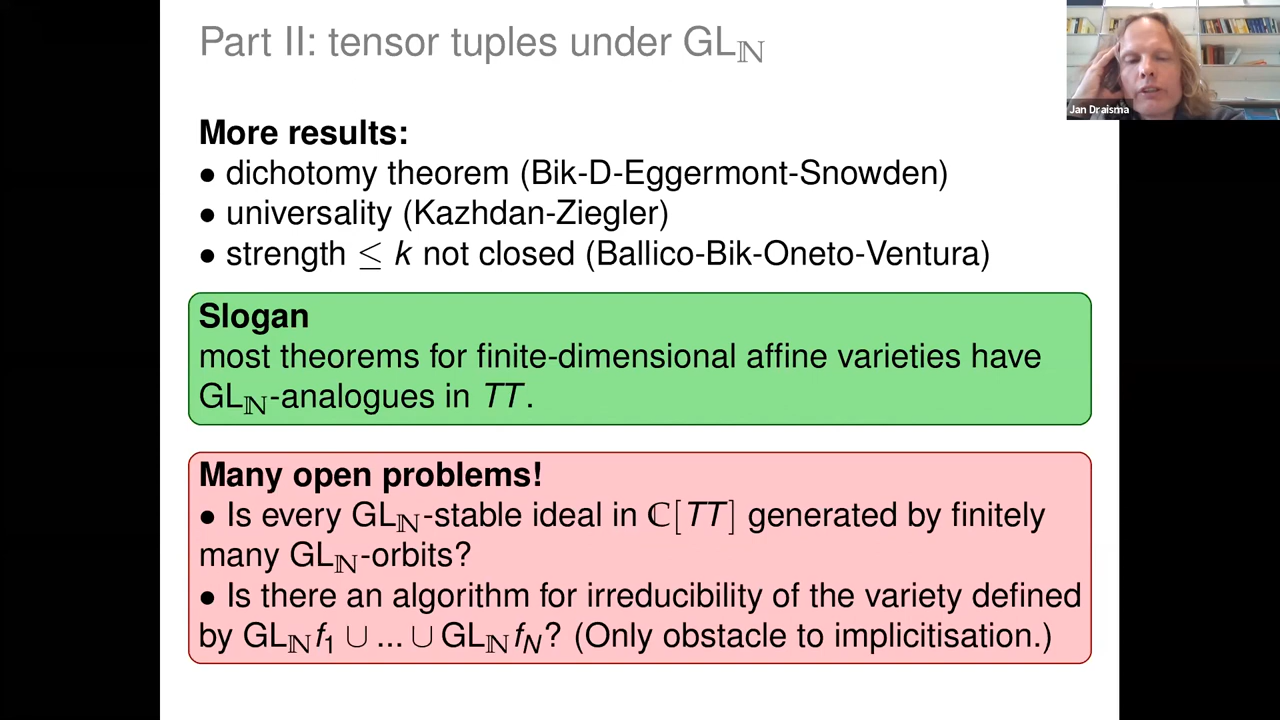 Part II: tensor tuples under GL_ℕ
Jan Draisma
More results:
• dichotomy theorem (Bik-D-Eggermont-Snowden)
• universality (Kazhdan-Ziegler)
• strength ≤ k not closed (Ballico-Bik-Oneto-Ventura)
Slogan
most theorems for finite-dimensional affine varieties have
GL_ℕ-analogues in TT.
Many open problems!
• Is every GL_ℕ-stable ideal in ℂ[TT] generated by finitely
many GL_ℕ-orbits?
• Is there an algorithm for irreducibility of the variety defined
by GL_ℕ f₁ ∪ ... ∪ GL_ℕ f_N? (Only obstacle to implicitisation.)